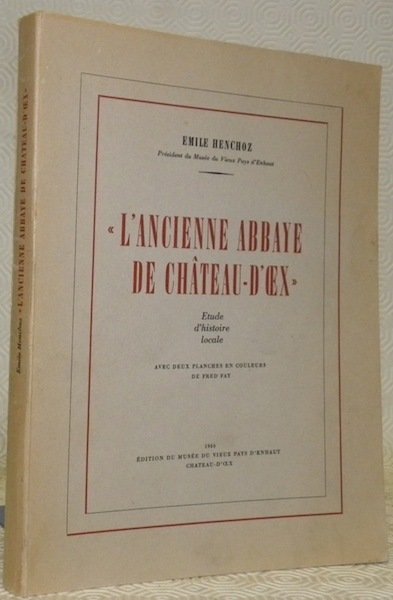 EMILE HENCHOZ
Président du Musée du Vieux Pays d'Enhaut
« L'ANCIENNE ABBAYE
DE CHÂTEAU-D'ŒX »
Etude
d'histoire
locale
AVEC DEUX PLANCHES EN COULEURS
DE FRED FAY
ÉDITION DU MUSÉE DU VIEUX PAYS D'ENHAUT
CHATEAU-D'ŒX
Emile Henchoz « L'ANCIENNE ABBAYE DE CHATEAU-D'ŒX »